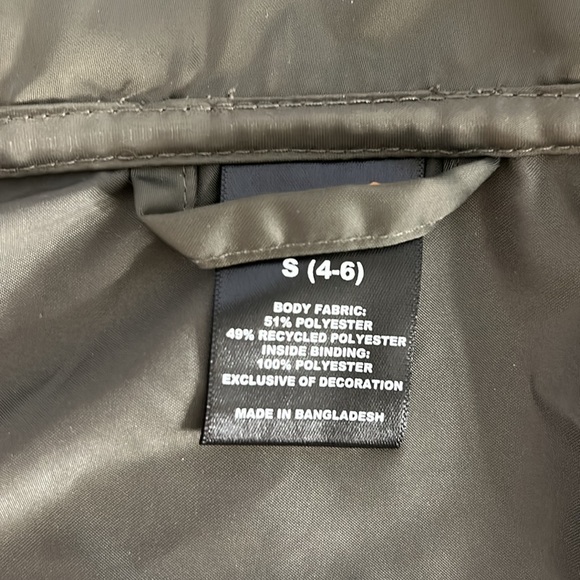 S (4-6)
BODY FABRIC:
51% POLYESTER
49% RECYCLED POLYESTER
INSIDE BINDING:
100% POLYESTER
EXCLUSIVE OF DECORATION
MADE IN BANGLADESH